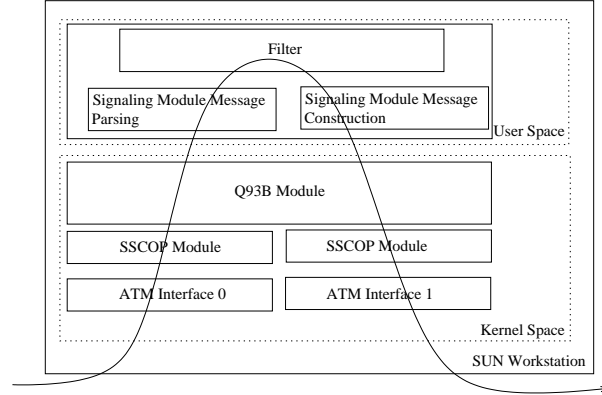 Filter
Signaling Module Message
Parsing
Signaling Module Message
Construction
User Space
Q93B Module
SSCOP Module
SSCOP Module
ATM Interface 0
ATM Interface 1
Kernel Space
SUN Workstation